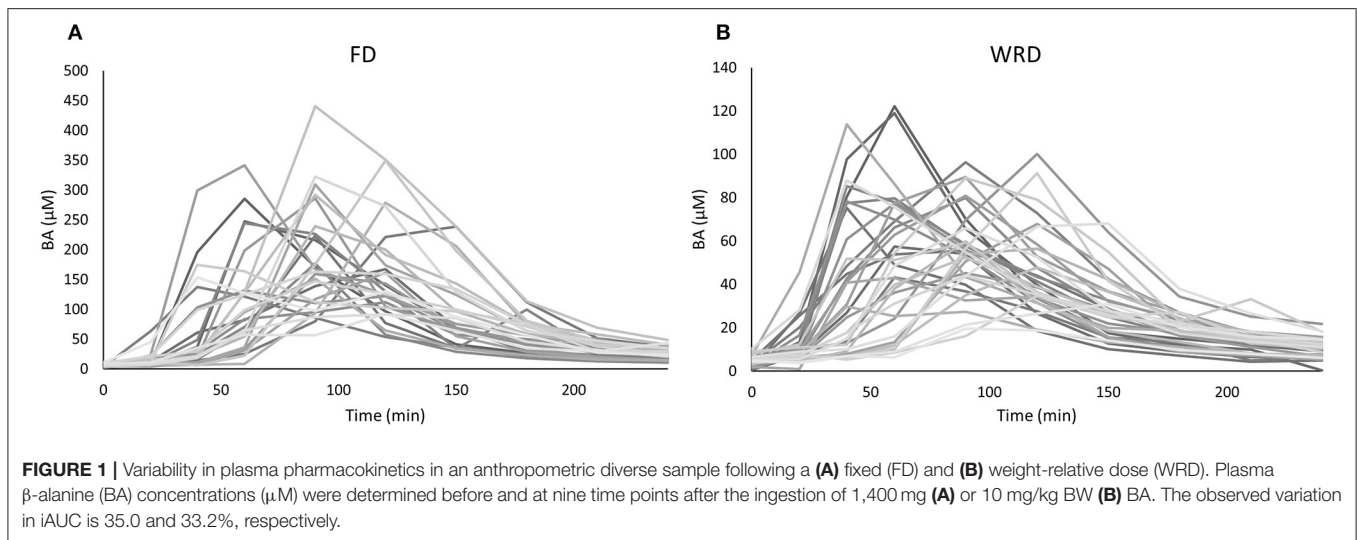 A
FD
500
450
400
350
300
250
200
150
100
50
0
BA (μM)
0 50 100 150 200
Time (min)
B
WRD
140
120
100
80
60
40
20
0
BA (μM)
0 50 100 150 200
Time (min)
FIGURE 1 | Variability in plasma pharmacokinetics in an anthropometric diverse sample following a (A) fixed (FD) and (B) weight-relative dose (WRD). Plasma
β-alanine (BA) concentrations (μM) were determined before and at nine time points after the ingestion of 1,400 mg (A) or 10 mg/kg BW (B) BA. The observed variation
in iAUC is 35.0 and 33.2%, respectively.